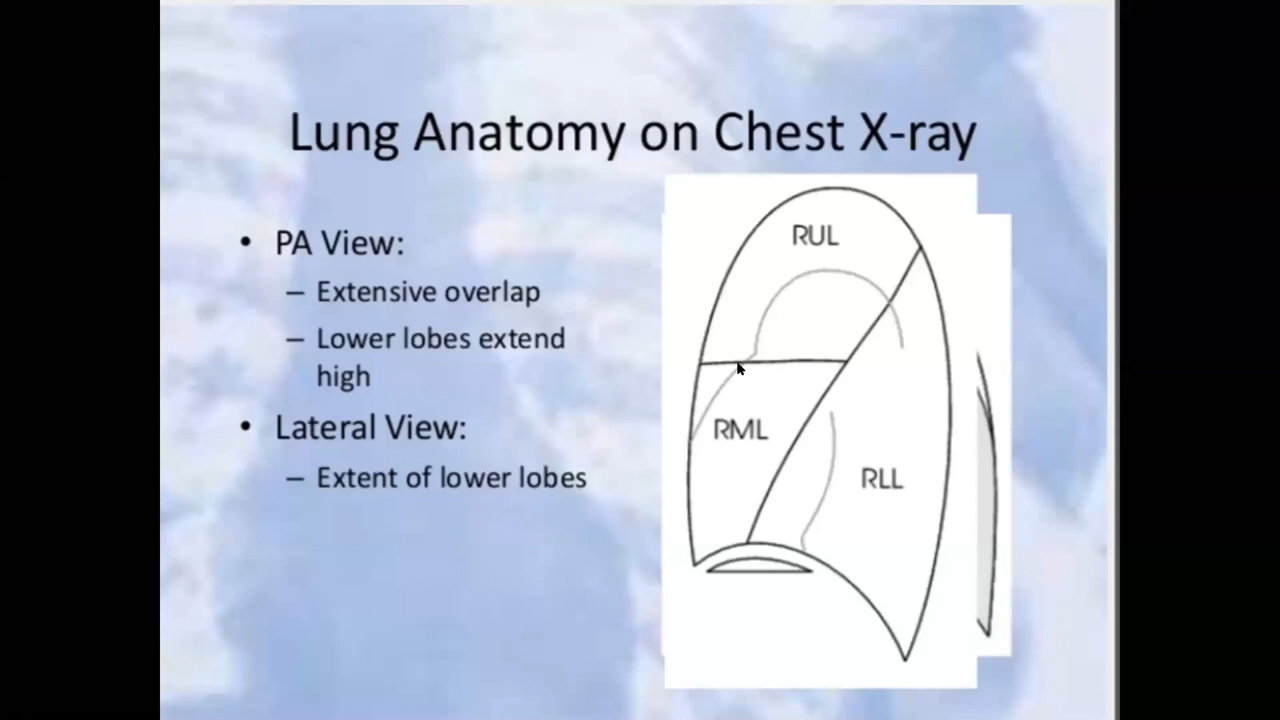 Lung Anatomy on Chest X-ray
• PA View:
– Extensive overlap
– Lower lobes extend
high
• Lateral View:
– Extent of lower lobes
RUL
RML
RLL